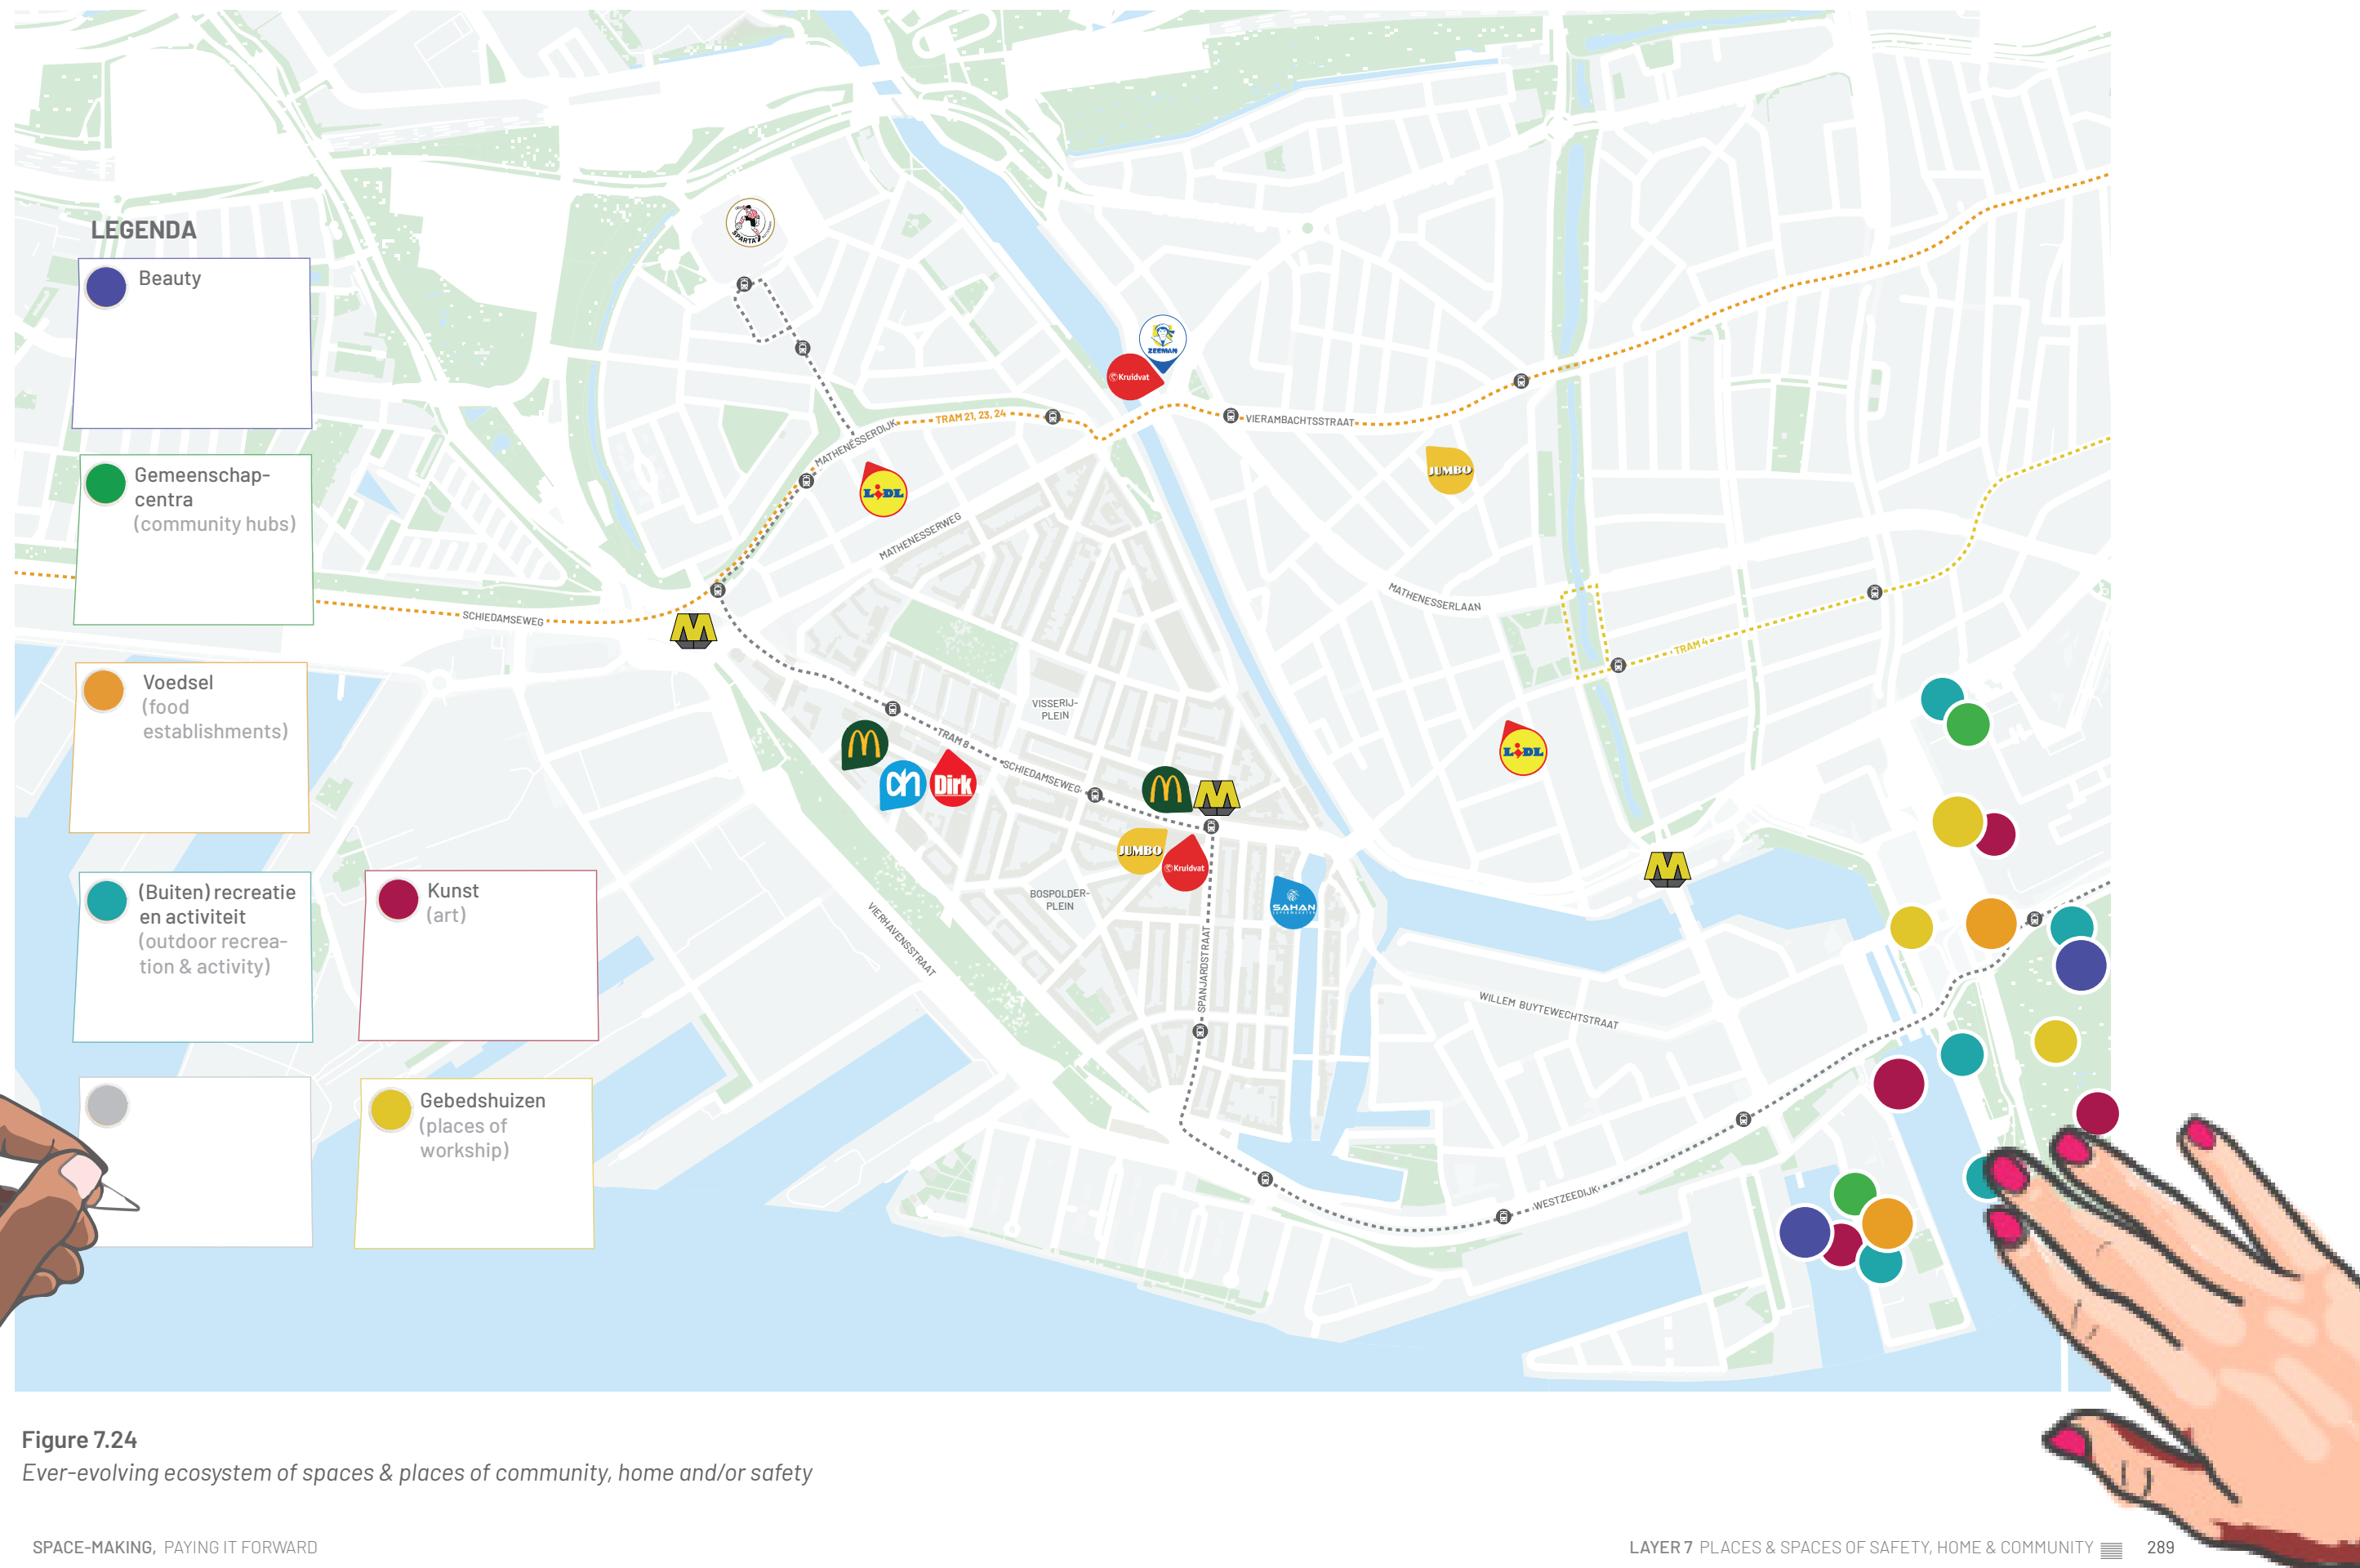 LEGENDA
Beauty
Gemeenschap-
centra
(community hubs)
Voedsel
(food
establishments)
(Buiten) recreatie
en activiteit
(outdoor recrea-
tion & activity)
Kunst
(art)
Gebedshuizen
(places of
workship)
SPARTA
ZEEMAN
Kruidvat
TRAM 21, 23, 24
VIERAMBACHTSSTRAAT
MATHENESSERDIJK
LIDL
JUMBO
MATHENESSERWEG
MATHENESSERLAAN
SCHIEDAMSEWEG
TRAM 4
VISSERIJ-
PLEIN
TRAM 8
SCHIEDAMSEWEG
LIDL
Dirk
JUMBO
Kruidvat
BOSPOLDER-
PLEIN
SAHAN
SUPERMARKTEN
VIERHAVENSSTRAAT
SPANJARDSTRAAT
WILLEM BUYTEWECHTSTRAAT
WESTZEEDIJK
Figure 7.24
Ever-evolving ecosystem of spaces & places of community, home and/or safety
SPACE-MAKING, PAYING IT FORWARD
LAYER 7 PLACES & SPACES OF SAFETY, HOME & COMMUNITY 289